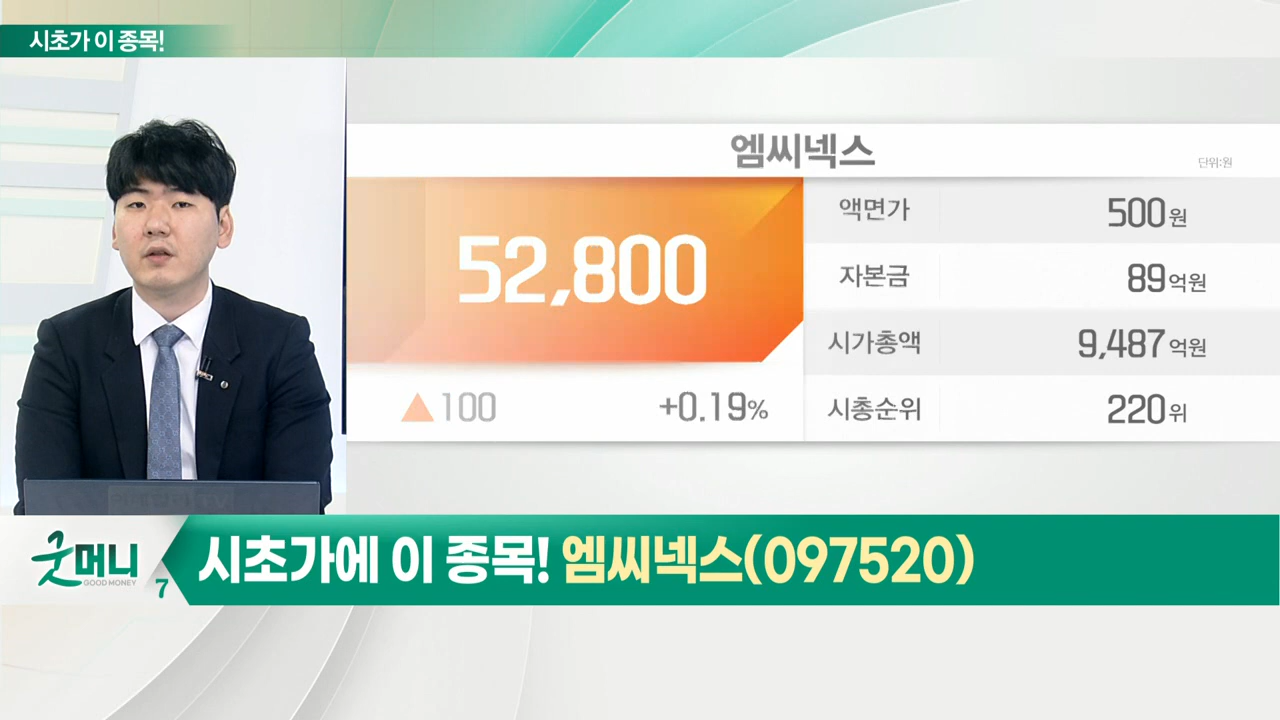 시초가 이 종목!
엠씨넥스
단위:원
52,800
▲100 +0.19%
액면가 500원
자본금 89억원
시가총액 9,487억원
시총순위 220위
굿머니
GOOD MONEY
7
시초가에 이 종목! 엠씨넥스(097520)